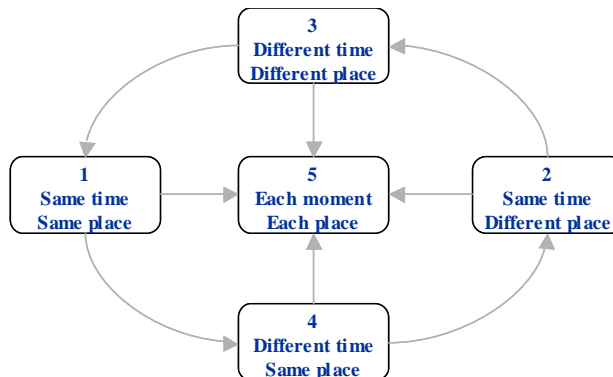 3
Different time
Different place
1
Same time
Same place
5
Each moment
Each place
2
Same time
Different place
4
Different time
Same place